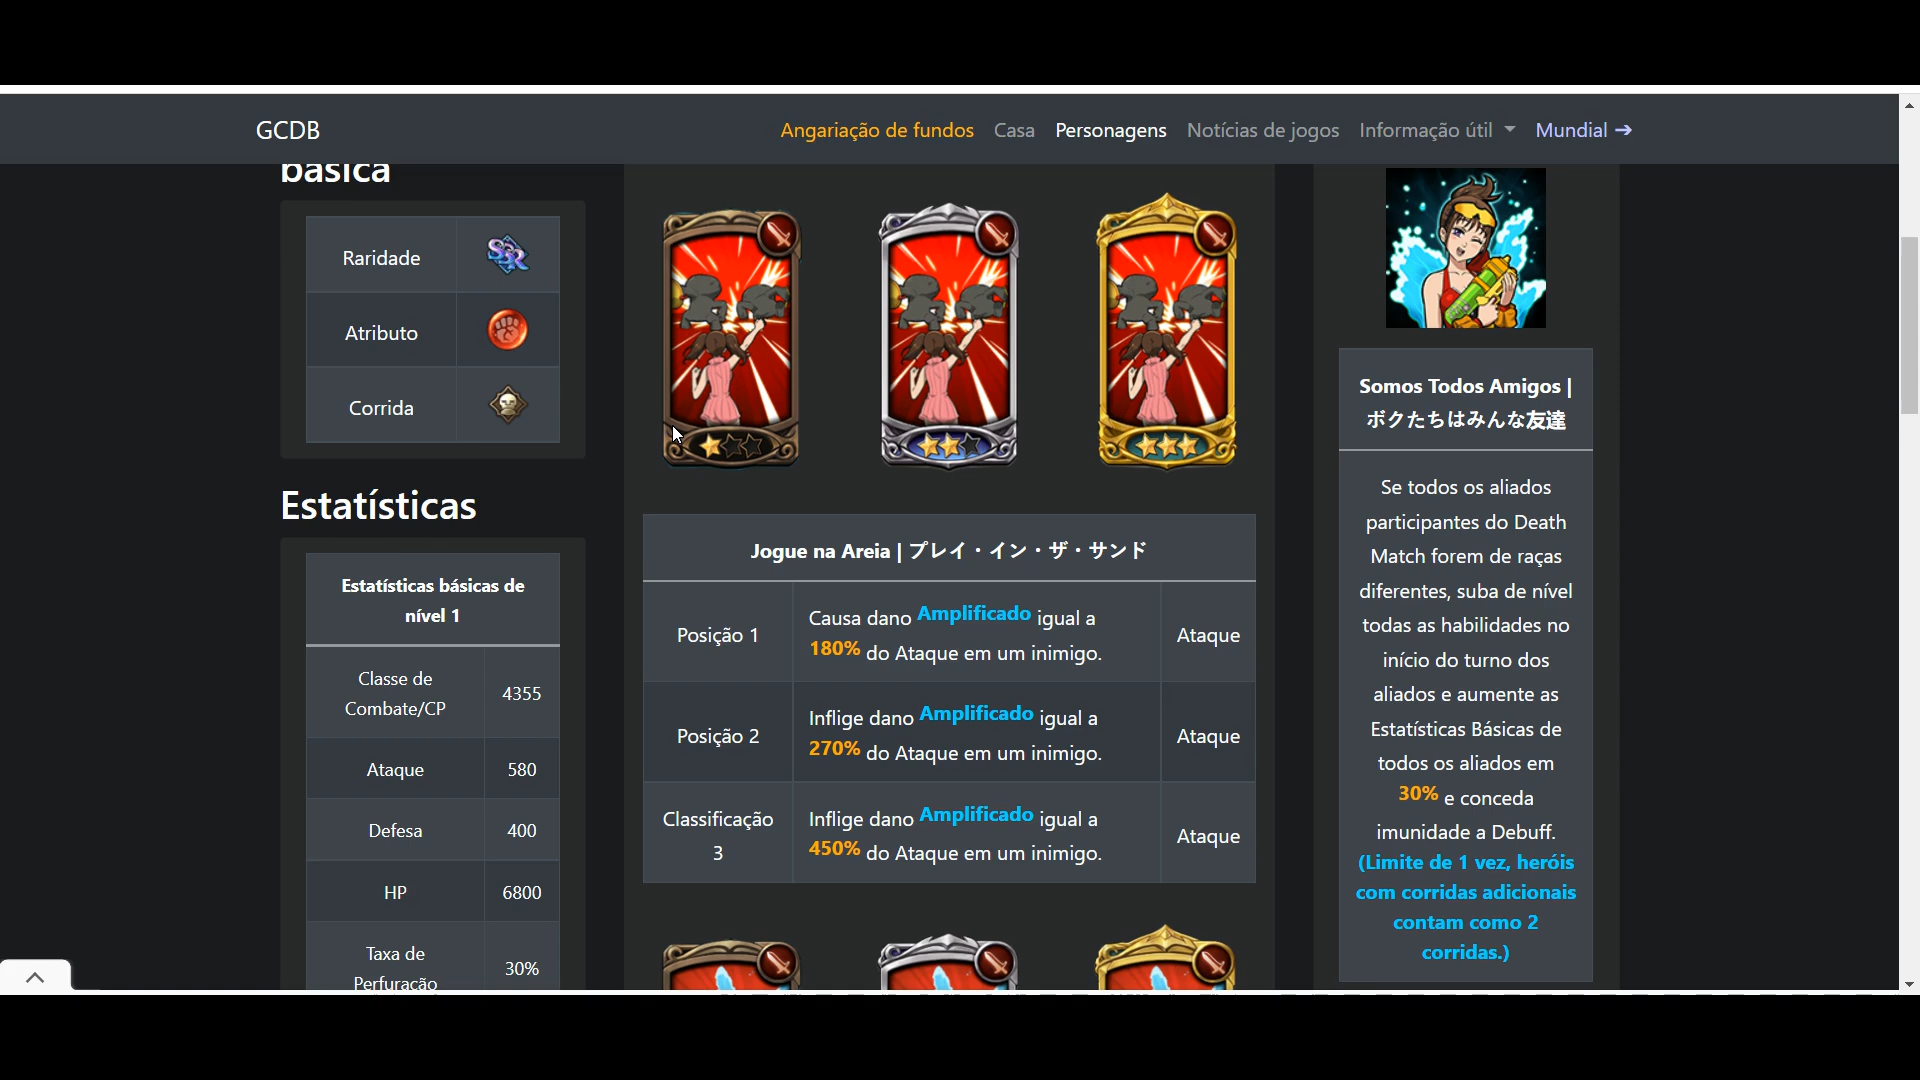 GCDB
Angariação de fundos
Casa
Personagens
Notícias de jogos
Informação útil
Mundial ➔
básica
Raridade
SSR
Atributo
Corrida
Estatísticas
Estatísticas básicas de
nível 1
Classe de
Combate/CP
4355
Ataque
580
Defesa
400
HP
6800
Taxa de
Perfuração
30%
Jogue na Areia | プレイ・イン・ザ・サンド
Posição 1
Causa dano Amplificado igual a
180% do Ataque em um inimigo.
Ataque
Posição 2
Inflige dano Amplificado igual a
270% do Ataque em um inimigo.
Ataque
Classificação
3
Inflige dano Amplificado igual a
450% do Ataque em um inimigo.
Ataque
Somos Todos Amigos |
ボクたちはみんな友達
Se todos os aliados
participantes do Death
Match forem de raças
diferentes, suba de nível
todas as habilidades no
início do turno dos
aliados e aumente as
Estatísticas Básicas de
todos os aliados em
30% e conceda
imunidade a Debuff.
(Limite de 1 vez, heróis
com corridas adicionais
contam como 2
corridas.)